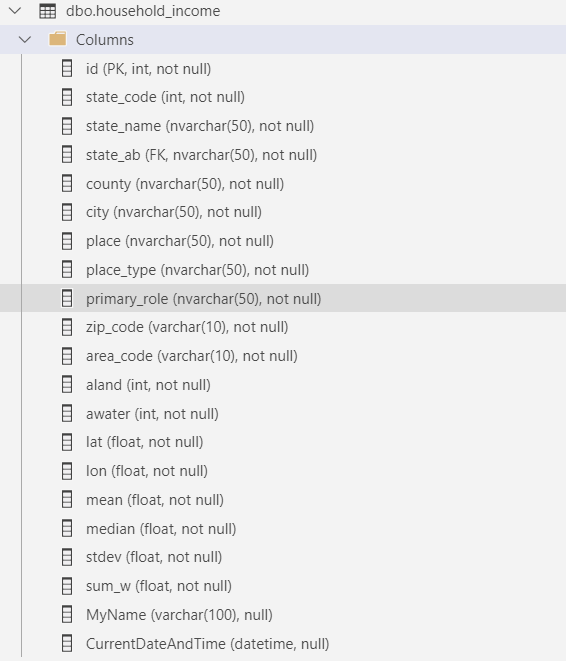 dbo.household_income
Columns
id (PK, int, not null)
state_code (int, not null)
state_name (nvarchar(50), not null)
state_ab (FK, nvarchar(50), not null)
county (nvarchar(50), not null)
city (nvarchar(50), not null)
place (nvarchar(50), not null)
place_type (nvarchar(50), not null)
primary_role (nvarchar(50), not null)
zip_code (varchar(10), not null)
area_code (varchar(10), not null)
aland (int, not null)
awater (int, not null)
lat (float, not null)
lon (float, not null)
mean (float, not null)
median (float, not null)
stdev (float, not null)
sum_w (float, not null)
MyName (varchar(100), null)
CurrentDateAndTime (datetime, null)